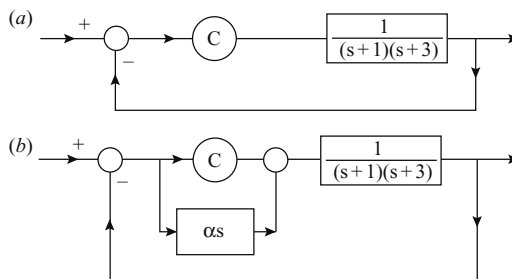 (a)
+
−
C
1
(s + 1)(s + 3)
(b)
+
−
C
1
(s + 1)(s + 3)
αs